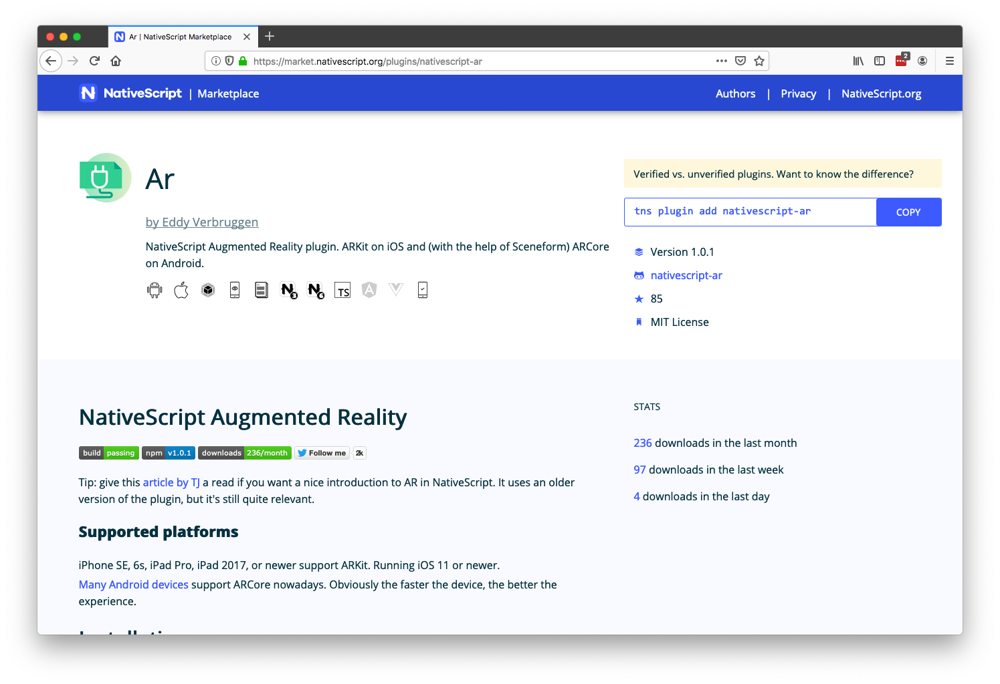 Ar | NativeScript Marketplace
https://market.nativescript.org/plugins/nativescript-ar
2
NativeScript | Marketplace
Authors | Privacy | NativeScript.org
Ar
by Eddy Verbruggen
NativeScript Augmented Reality plugin. ARKit on iOS and (with the help of Sceneform) ARCore
on Android.
N 3 N 6 TS A
Verified vs. unverified plugins. Want to know the difference?
tns plugin add nativescript-ar COPY
Version 1.0.1
nativescript-ar
85
MIT License
NativeScript Augmented Reality
build passing npm v1.0.1 downloads 236/month Follow me 2k
Tip: give this article by TJ a read if you want a nice introduction to AR in NativeScript. It uses an older
version of the plugin, but it's still quite relevant.
Supported platforms
iPhone SE, 6s, iPad Pro, iPad 2017, or newer support ARKit. Running iOS 11 or newer.
Many Android devices support ARCore nowadays. Obviously the faster the device, the better the
experience.
STATS
236 downloads in the last month
97 downloads in the last week
4 downloads in the last day